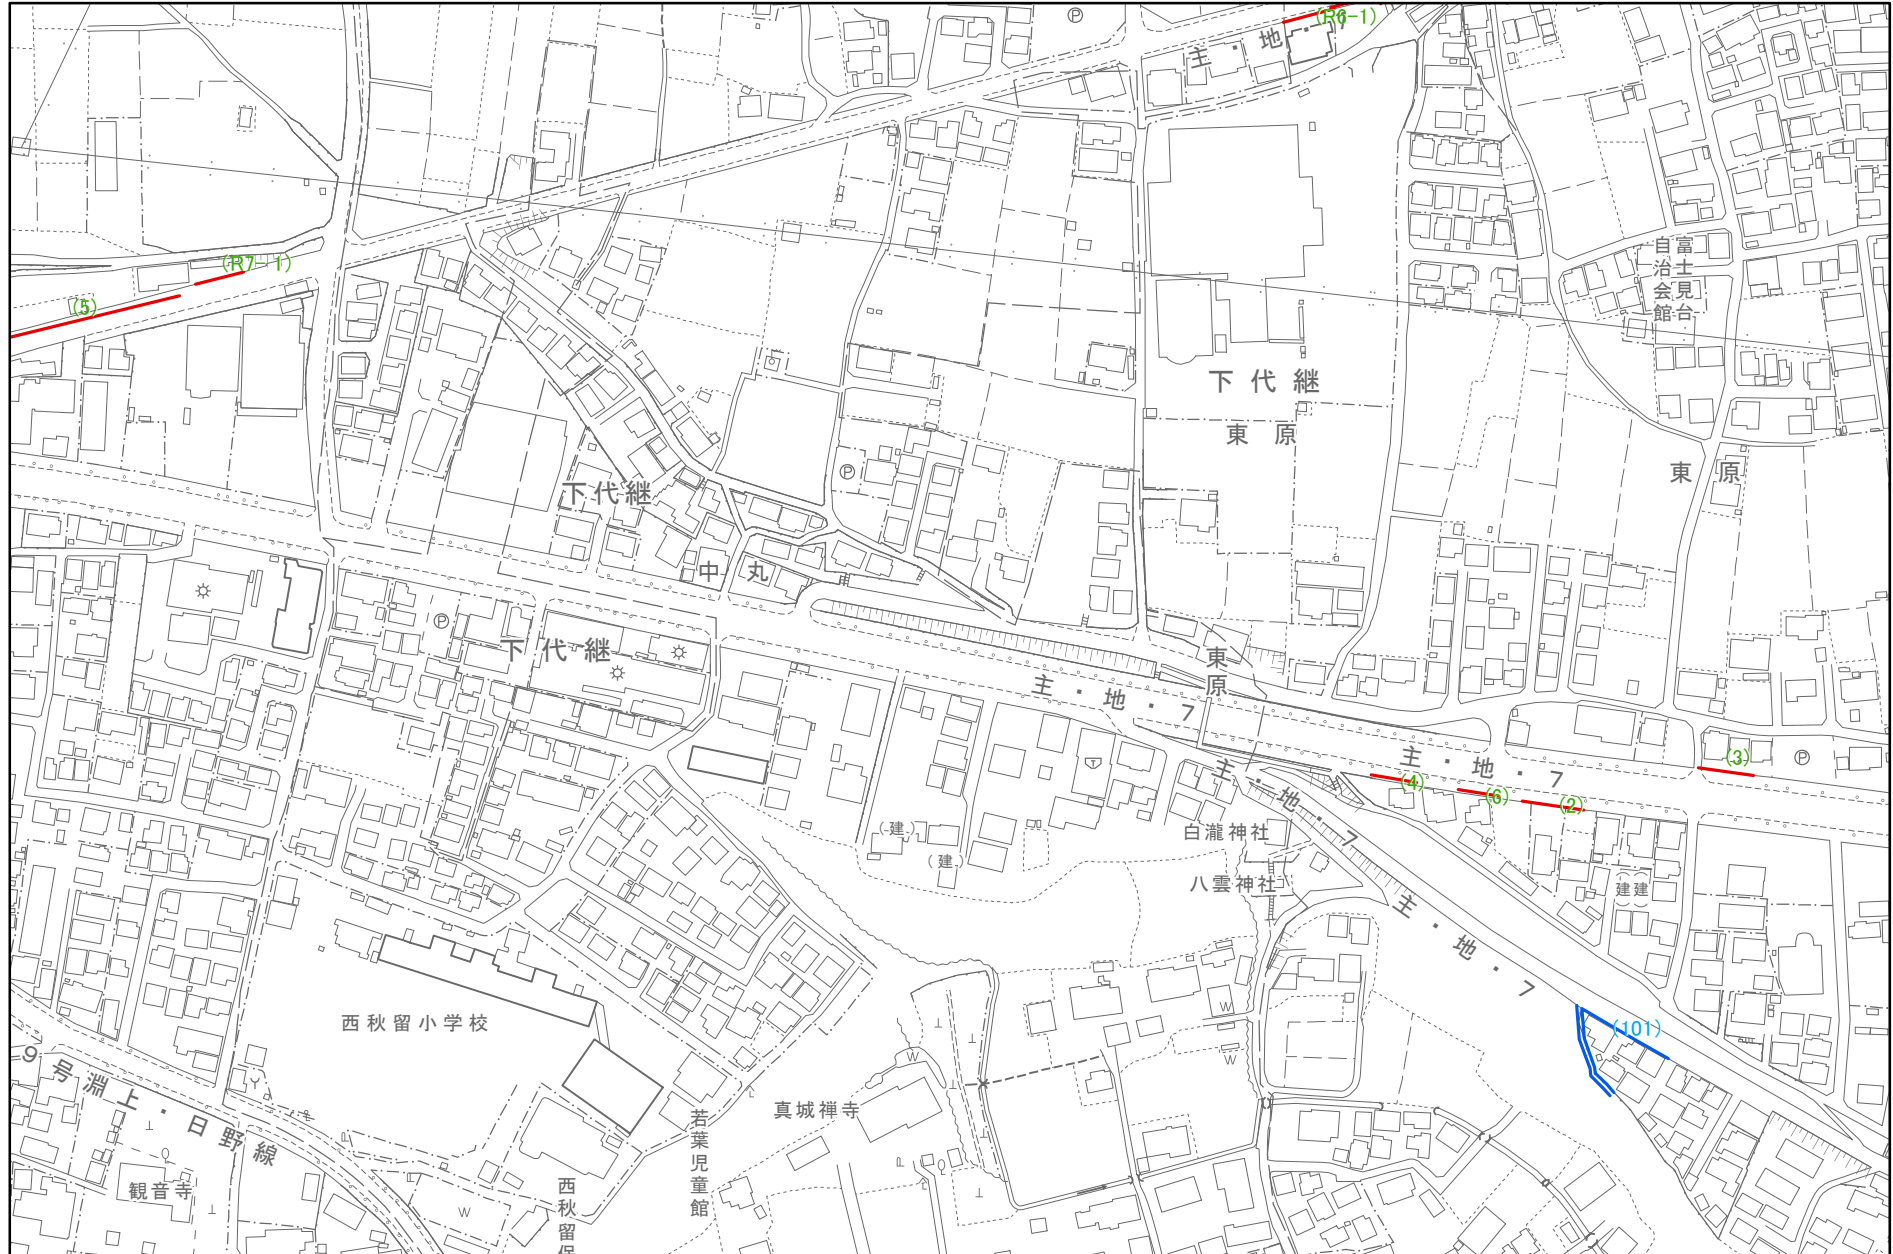 (R6-1)
主・地・7
(R7-1)
(5)
富士見台
自治会館
下代継
東原
東原
下代継
中丸
下代継
東原
主・地・7
主・地・7
(3)
(4)
(6)
(2)
主・地・7
白瀧神社
八雲神社
(建)
(建)
(建)
(建)
主・地・7
(101)
西秋留小学校
9号淵上・日野線
観音寺
若葉児童館
真城禅寺
西秋留保
P
P
P
P
W
W
W
W